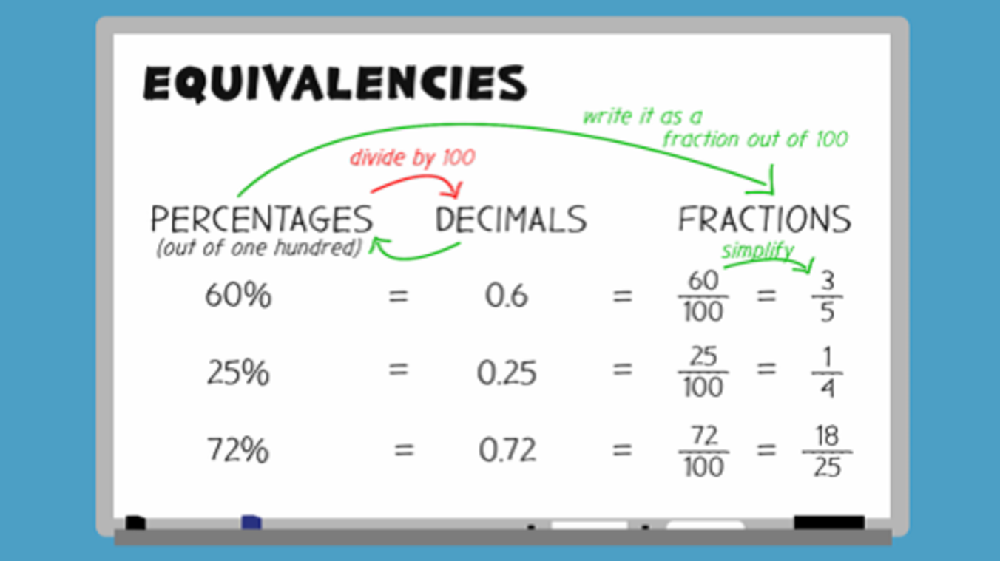 EQUIVALENCIES
write it as a
fraction out of 100
divide by 100
PERCENTAGES DECIMALS FRACTIONS
(out of one hundred)
simplify
60% = 0.6 = 60/100 = 3/5
25% = 0.25 = 25/100 = 1/4
72% = 0.72 = 72/100 = 18/25